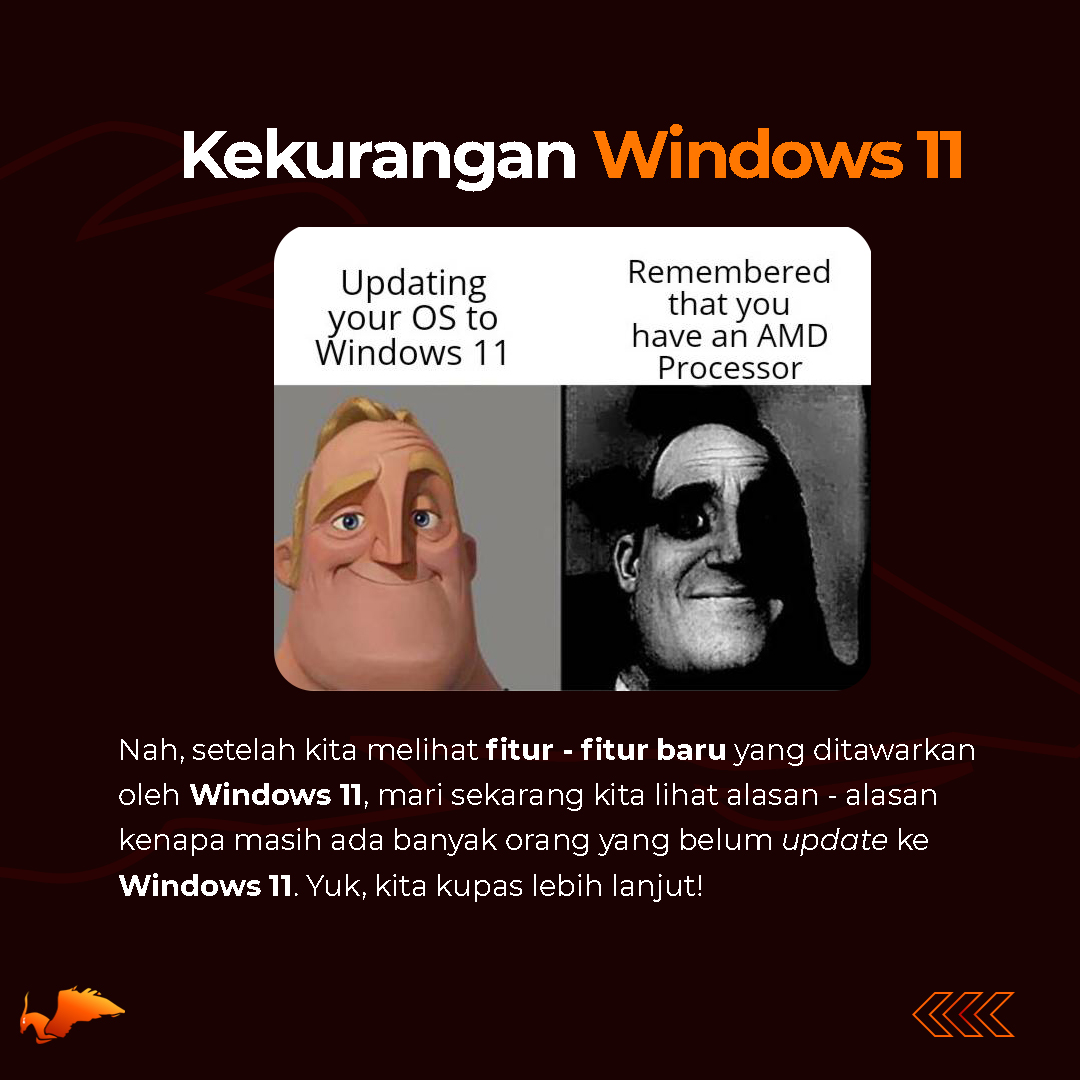 Kekurangan Windows 11
Updating
your OS to
Windows 11
Remembered
that you
have an AMD
Processor
Nah, setelah kita melihat fitur - fitur baru yang ditawarkan
oleh Windows 11, mari sekarang kita lihat alasan - alasan
kenapa masih ada banyak orang yang belum update ke
Windows 11. Yuk, kita kupas lebih lanjut!